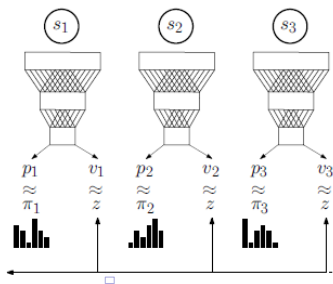 s1 s2 s3
p1 v1 p2 v2 p3 v3
≈ ≈ ≈ ≈ ≈ ≈
π1 z π2 z π3 z